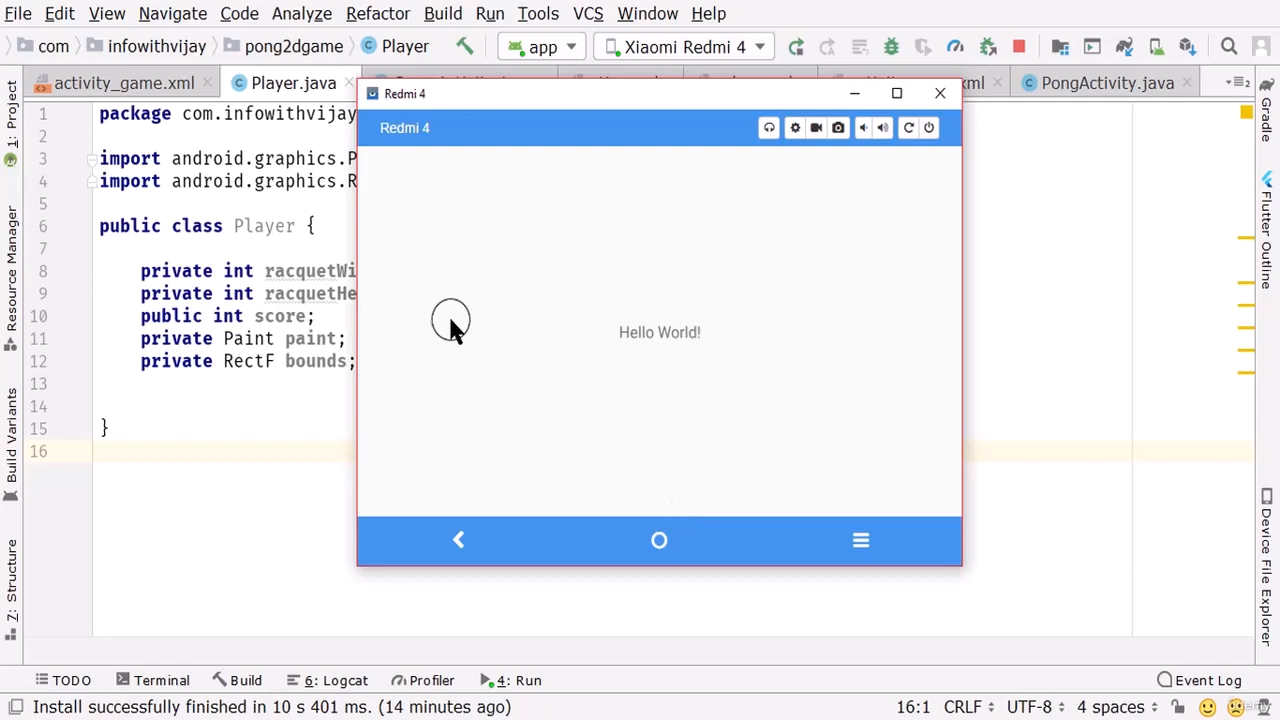 File Edit View Navigate Code Analyze Refactor Build Run Tools VCS Window Help
com infowithvijay pong2dgame Player app Xiaomi Redmi 4
activity_game.xml Player.java PongActivity.java
Redmi 4
Redmi 4
1 package com.infowithvijay
2
3 import android.graphics.P
4 import android.graphics.R
5
6 public class Player {
7
8 private int racquetWi
9 private int racquetHe
10 public int score;
11 private Paint paint;
12 private RectF bounds;
13
14
15 }
16
Hello World!
1: Project
Resource Manager
Build Variants
Z: Structure
Gradle
Flutter Outline
Device File Explorer
TODO Terminal Build 6: Logcat Profiler 4: Run Event Log
Install successfully finished in 10 s 401 ms. (14 minutes ago) 16:1 CRLF UTF-8 4 spaces